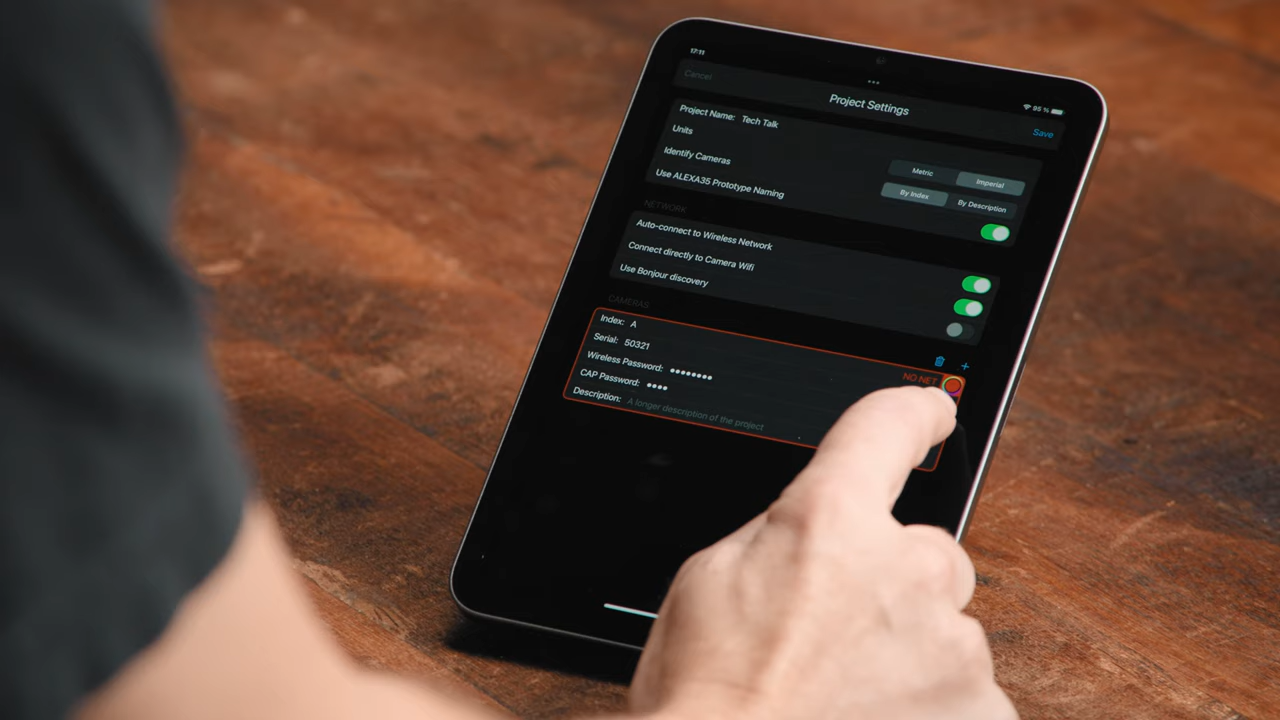 17:11
95 %
Cancel
Project Settings
Save
Project Name: Tech Talk
Units
Metric Imperial
Identify Cameras
By Index By Description
Use ALEXA35 Prototype Naming
NETWORK
Auto-connect to Wireless Network
Connect directly to Camera Wifi
Use Bonjour discovery
CAMERAS
Index: A
NO NET
Serial: 50321
Wireless Password: ••••••••
CAP Password: ••••
Description: A longer description of the project